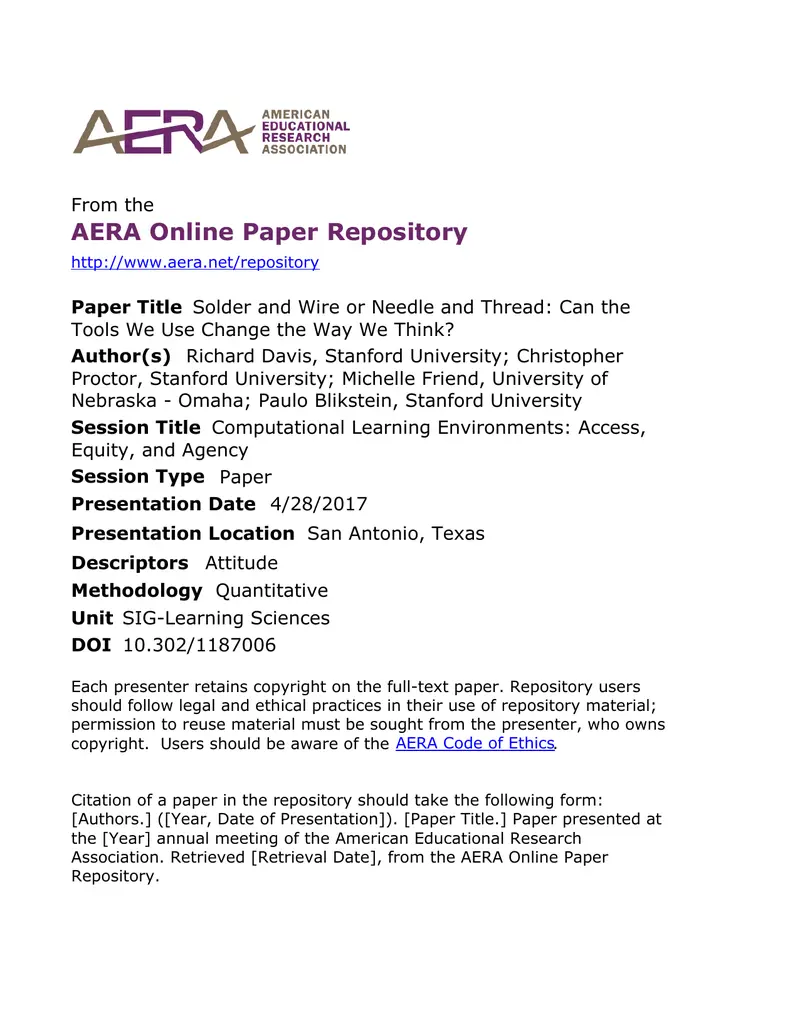 AERA
AMERICAN
EDUCATIONAL
RESEARCH
ASSOCIATION
From the
AERA Online Paper Repository
http://www.aera.net/repository
Paper Title Solder and Wire or Needle and Thread: Can the
Tools We Use Change the Way We Think?
Author(s) Richard Davis, Stanford University; Christopher
Proctor, Stanford University; Michelle Friend, University of
Nebraska - Omaha; Paulo Blikstein, Stanford University
Session Title Computational Learning Environments: Access,
Equity, and Agency
Session Type Paper
Presentation Date 4/28/2017
Presentation Location San Antonio, Texas
Descriptors Attitude
Methodology Quantitative
Unit SIG-Learning Sciences
DOI 10.302/1187006
Each presenter retains copyright on the full-text paper. Repository users
should follow legal and ethical practices in their use of repository material;
permission to reuse material must be sought from the presenter, who owns
copyright. Users should be aware of the AERA Code of Ethics.
Citation of a paper in the repository should take the following form:
[Authors.] ([Year, Date of Presentation]). [Paper Title.] Paper presented at
the [Year] annual meeting of the American Educational Research
Association. Retrieved [Retrieval Date], from the AERA Online Paper
Repository.